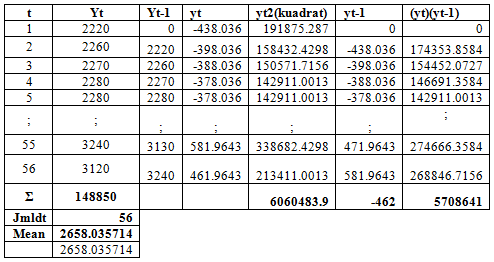 t Yt Yt-1 yt yt2(kuadrat) yt-1 (yt)(yt-1)
1 2220 0 -438.036 191875.287 0 0
2 2260 2220 -398.036 158432.4298 -438.036 174353.8584
3 2270 2260 -388.036 150571.7156 -398.036 154452.0727
4 2280 2270 -378.036 142911.0013 -388.036 146691.3584
5 2280 2280 -378.036 142911.0013 -378.036 142911.0013
; ; ; ; ; ; ;
55 3240 3130 581.9643 338682.4298 471.9643 274666.3584
56 3120 3240 461.9643 213411.0013 581.9643 268846.7156
Σ 148850 6060483.9 -462 5708641
Jmldt 56
Mean 2658.035714
2658.035714